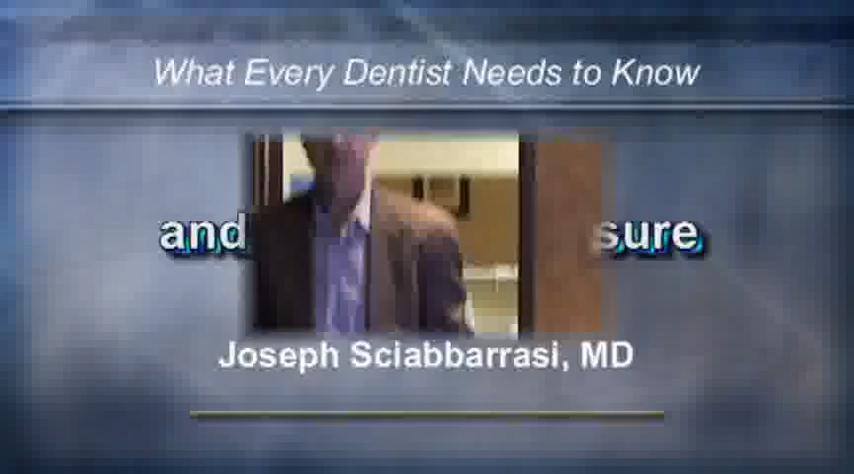 What Every Dentist Needs to Know
and sure
Joseph Sciabbarrasi, MD